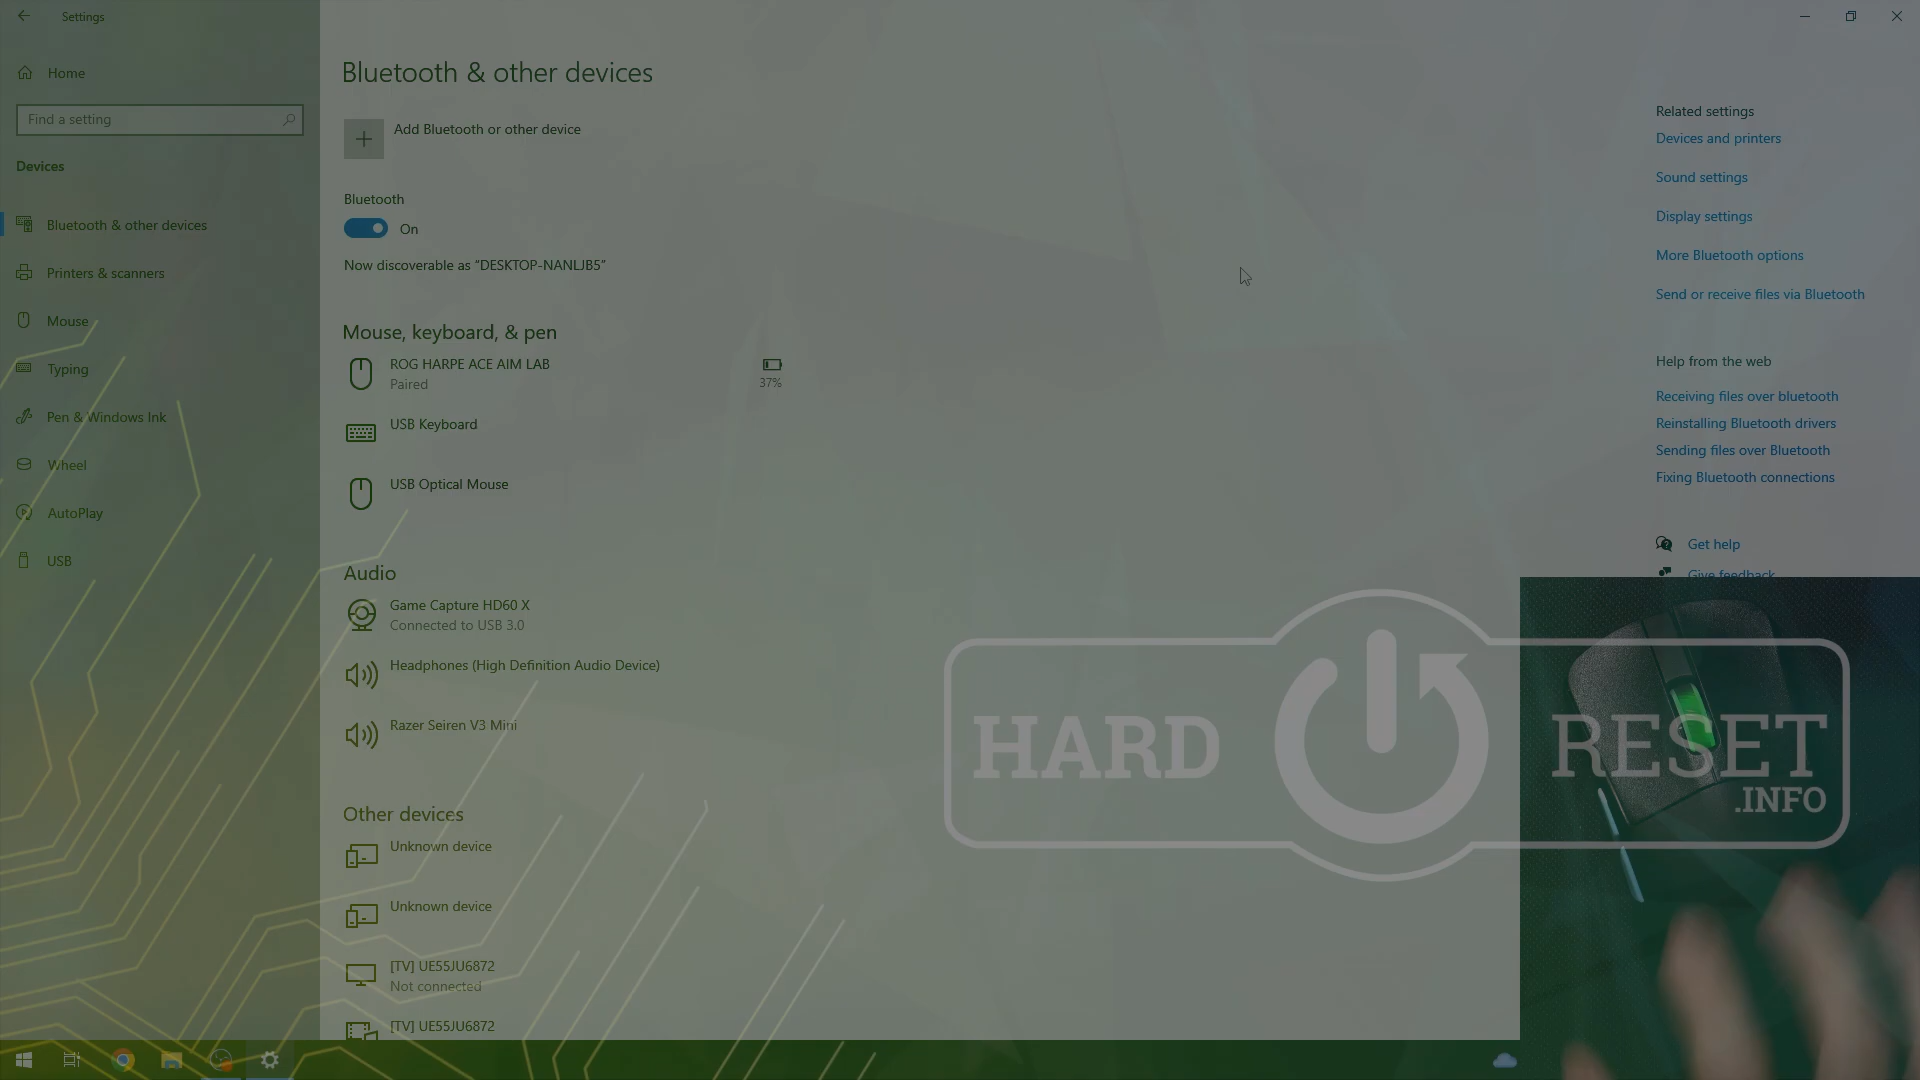 Settings
Home
Find a setting
Devices
Bluetooth & other devices
Printers & scanners
Mouse
Typing
Pen & Windows Ink
Wheel
AutoPlay
USB
Bluetooth & other devices
Add Bluetooth or other device
Bluetooth
On
Now discoverable as “DESKTOP-NANLJB5”
Mouse, keyboard, & pen
ROG HARPE ACE AIM LAB
Paired
37%
USB Keyboard
USB Optical Mouse
Audio
Game Capture HD60 X
Connected to USB 3.0
Headphones (High Definition Audio Device)
Razer Seiren V3 Mini
Other devices
Unknown device
Unknown device
[TV] UE55JU6872
Not connected
[TV] UE55JU6872
Related settings
Devices and printers
Sound settings
Display settings
More Bluetooth options
Send or receive files via Bluetooth
Help from the web
Receiving files over bluetooth
Reinstalling Bluetooth drivers
Sending files over Bluetooth
Fixing Bluetooth connections
Get help
Give feedback
HARD RESET
.INFO